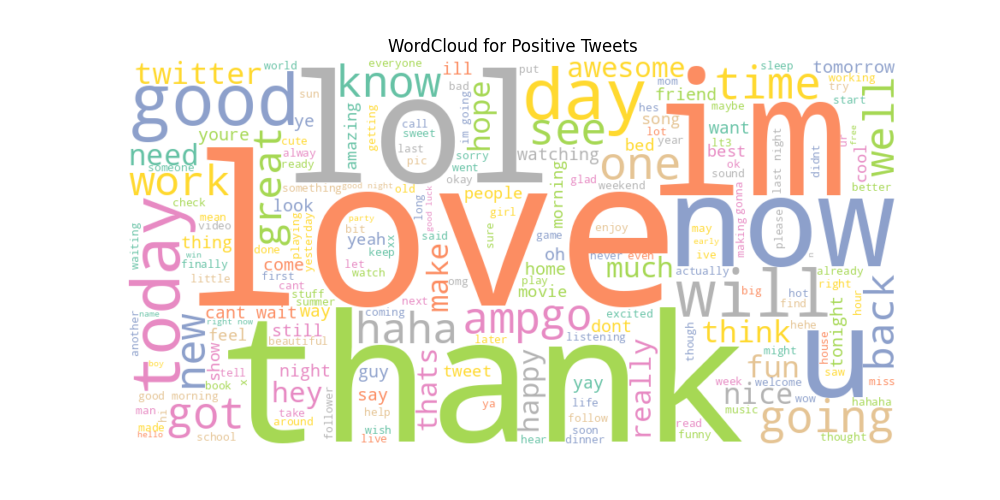 WordCloud for Positive Tweets
twitter
world
everyone
ill
put
awesome
sleep
tomorrow
good
sun
lol
know
bad
day
mom
im
time
working
try
start
well
ye
call
sweet
getting
im going
hope
hes
friend
maybe
youre
cute
amazing
last
pic
sorry
see
song
lot
year
want
lt3
ur
free
need
great
alway
ready
went
okay
watching
one
bed
best
ok
sound
last night
didnt
cool
better
someone
work
something
good night
old
people
glad
weekend
morning
gonna
making
check
look
long
good luck
girl
love
now
please
today
mean
video
thing
playing
yesterday
party
bit
yeah
keep
xx
said
sure
game
enjoy
may
early
ive
waiting
win
finally
done
come
let
watch
oh
never
even
home
much
actually
already
little
first
cant
stuff
summer
make
omg
play
movie
will
big
hot
find
right
hour
back
new
name
another
cant wait
right now
way
coming
next
haha
ampgo
excited
dont
think
though
c
feel
still
beautiful
later
listening
hehe
might
house
tonight
u
boy
show
tell
book
x
thank
night
guy
thats
tweet
happy
yay
really
week
fun
welcome
saw
miss
good morning
hey
say
ya
life
nice
wow
hahaha
man
hi
got
take
around
follower
help
wish
live
follow
soon
dinner
hear
read
funny
music
going
thought
made
hello
school